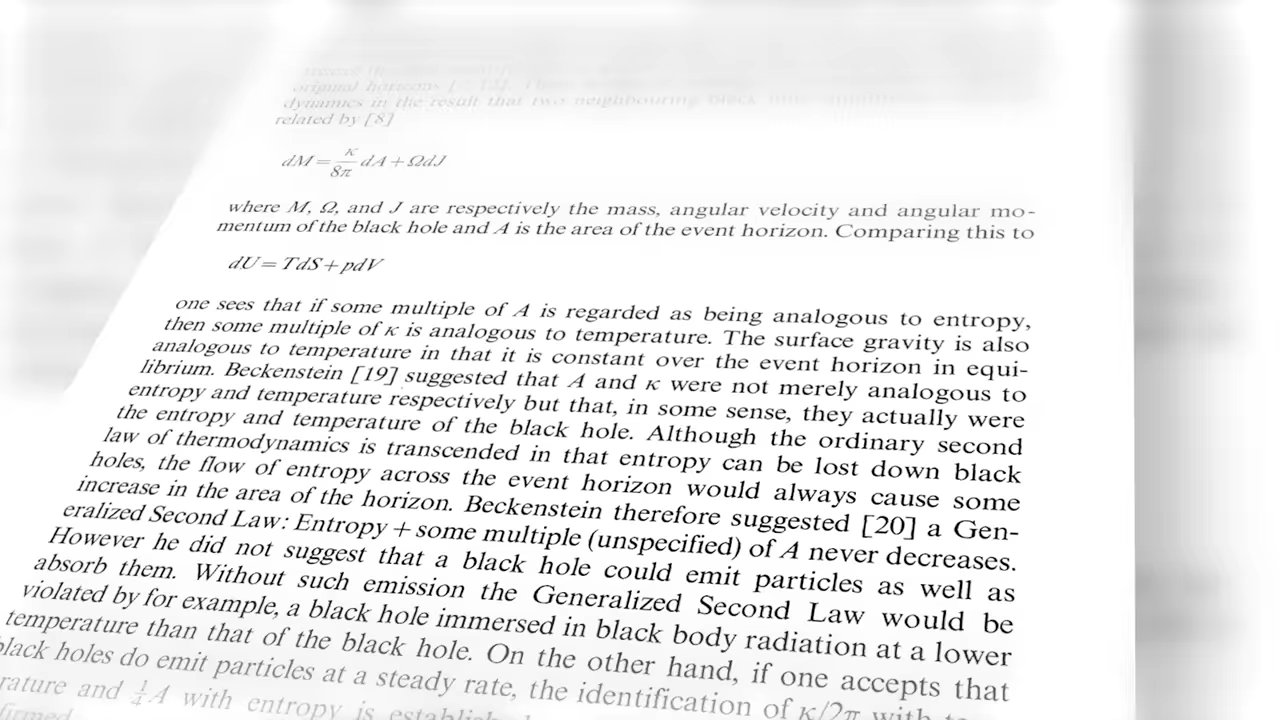 original horizons
dynamics in the result that two neighbouring black
related by [8]
dM = κ/8π dA + ΩdJ
where M, Ω, and J are respectively the mass, angular velocity and angular mo-
mentum of the black hole and A is the area of the event horizon. Comparing this to
dU = TdS + pdV
one sees that if some multiple of A is regarded as being analogous to entropy,
then some multiple of κ is analogous to temperature. The surface gravity is also
analogous to temperature in that it is constant over the event horizon in equi-
librium. Beckenstein [19] suggested that A and κ were not merely analogous to
entropy and temperature respectively but that, in some sense, they actually were
the entropy and temperature of the black hole. Although the ordinary second
law of thermodynamics is transcended in that entropy can be lost down black
holes, the flow of entropy across the event horizon would always cause some
increase in the area of the horizon. Beckenstein therefore suggested [20] a Gen-
eralized Second Law: Entropy + some multiple (unspecified) of A never decreases.
However he did not suggest that a black hole could emit particles as well as
absorb them. Without such emission the Generalized Second Law would be
violated by for example, a black hole immersed in black body radiation at a lower
temperature than that of the black hole. On the other hand, if one accepts that
black holes do emit particles at a steady rate, the identification of κ/2π with
rature and ¼A with entropy is